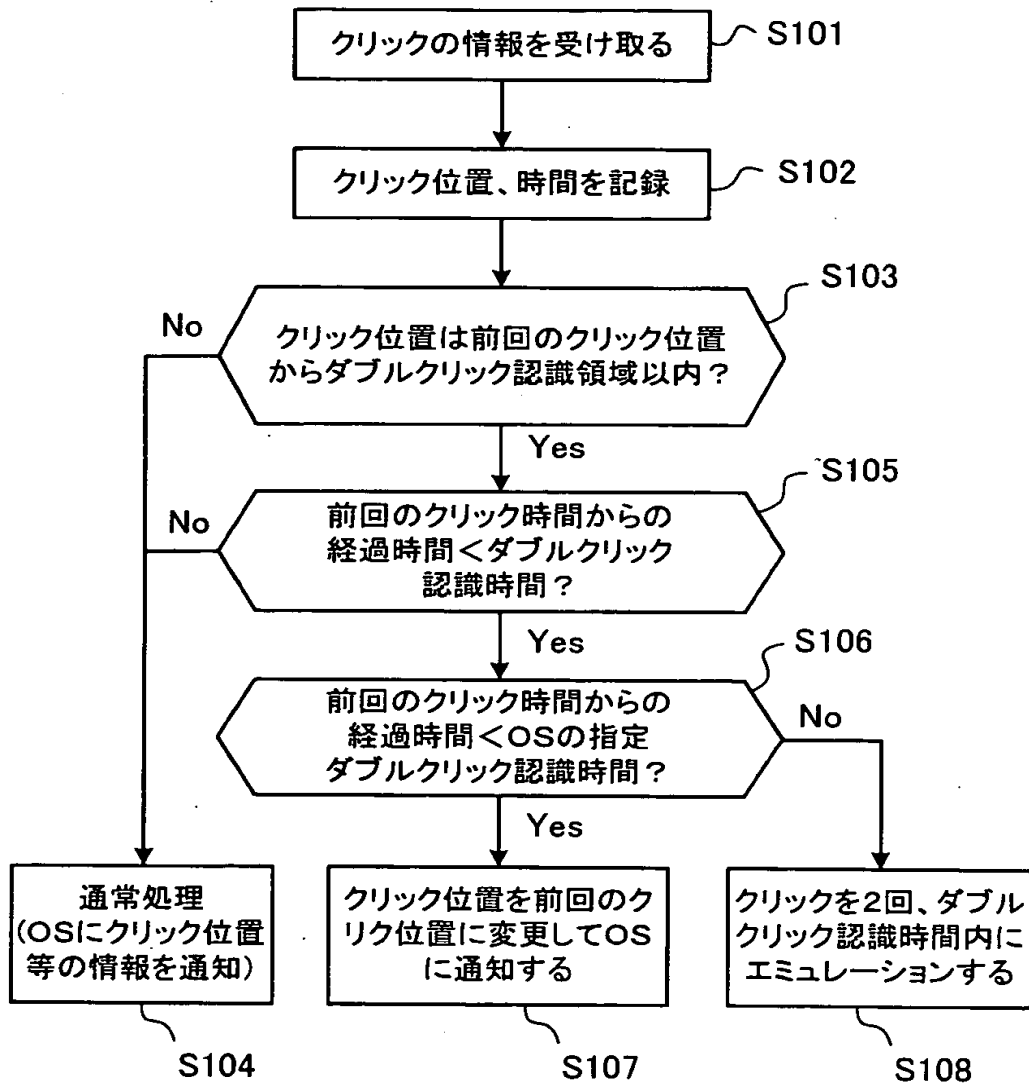 クリックの情報を受け取る
S101
クリック位置、時間を記録
S102
S103
クリック位置は前回のクリック位置
からダブルクリック認識領域以内？
No
Yes
S105
前回のクリック時間からの
経過時間＜ダブルクリック
認識時間？
No
Yes
S106
前回のクリック時間からの
経過時間＜OSの指定
ダブルクリック認識時間？
No
Yes
通常処理
(OSにクリック位置
等の情報を通知)
S104
クリック位置を前回のク
リク位置に変更してOS
に通知する
S107
クリックを2回、ダブル
クリック認識時間内に
エミュレーションする
S108